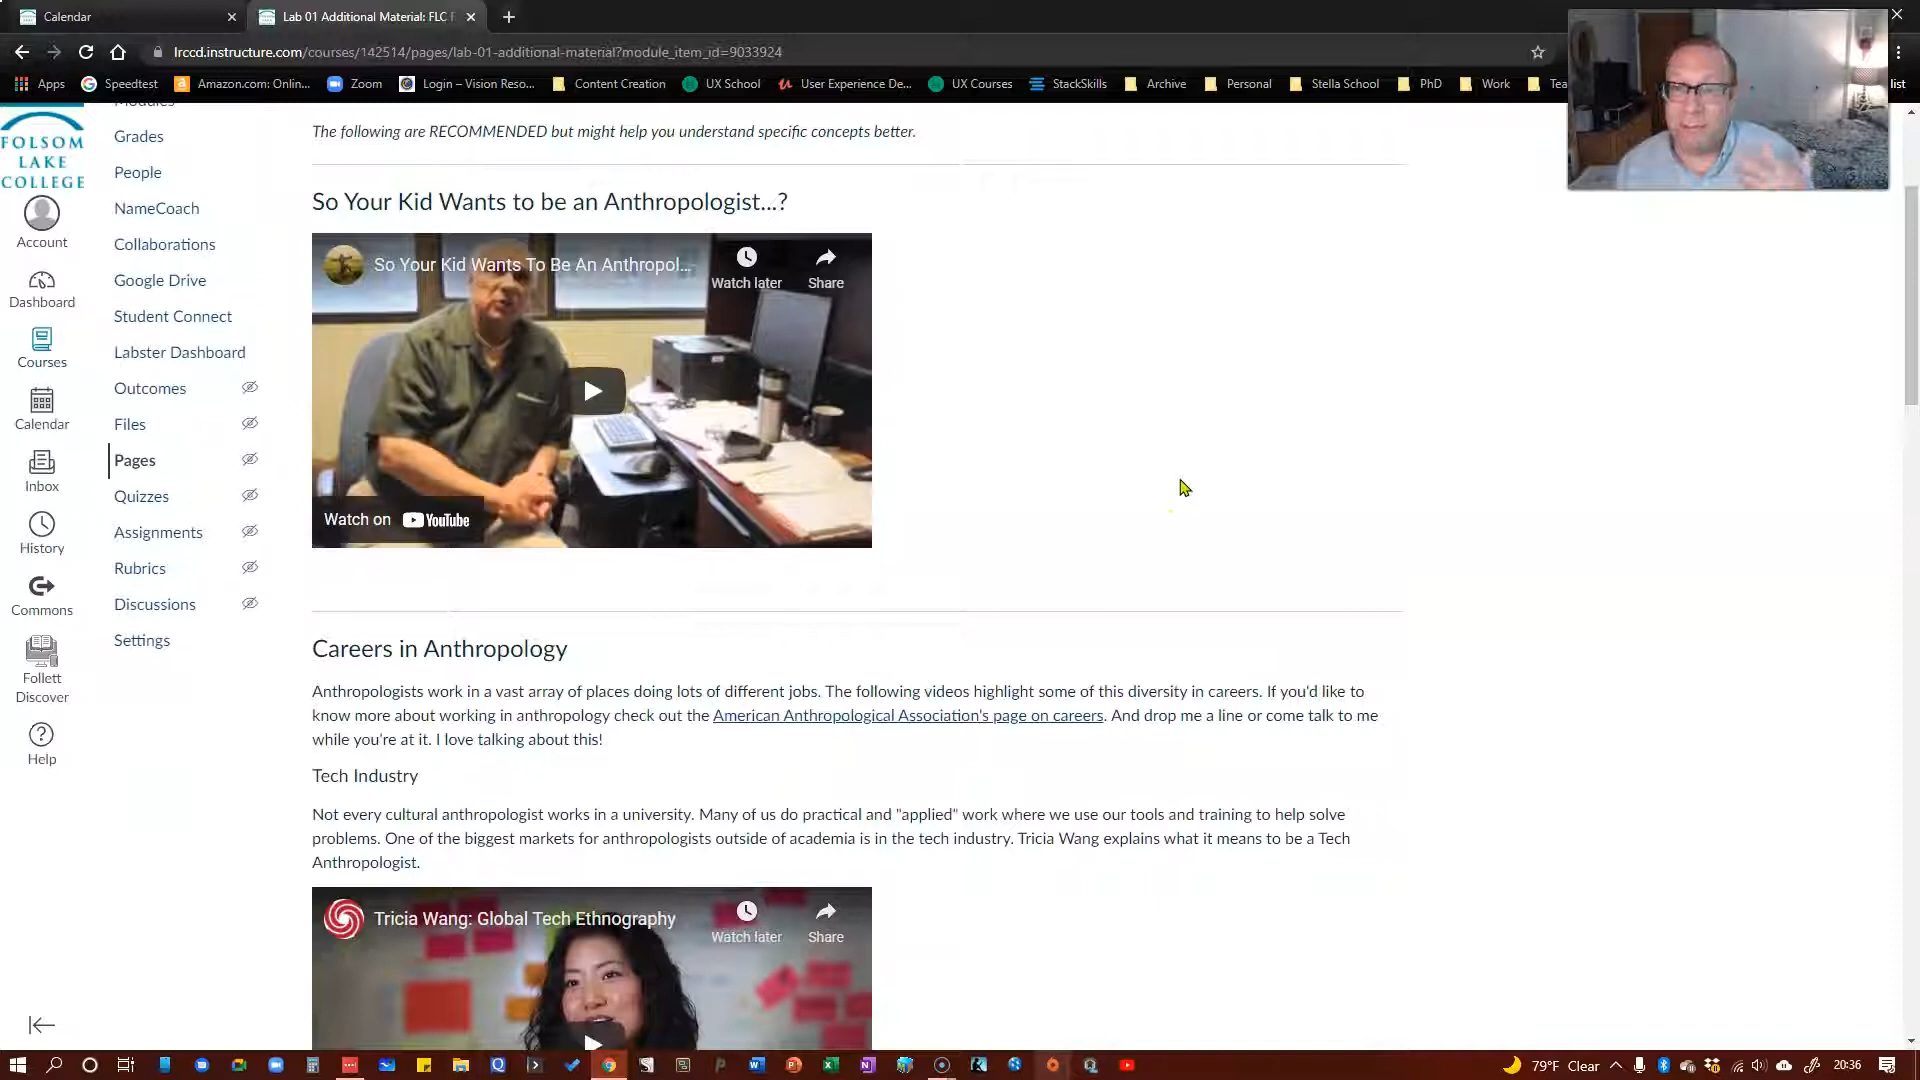 Calendar
Lab 01 Additional Material: FLC F
lrccd.instructure.com/courses/142514/pages/lab-01-additional-material?module_item_id=9033924
Apps
Speedtest
Amazon.com: Onlin...
Zoom
Login – Vision Reso...
Content Creation
UX School
User Experience De...
UX Courses
StackSkills
Archive
Personal
Stella School
PhD
Work
Tea
list
FOLSOM
LAKE
COLLEGE
Account
Dashboard
Courses
Calendar
Inbox
History
Commons
Follett
Discover
Help
Modules
Grades
People
NameCoach
Collaborations
Google Drive
Student Connect
Labster Dashboard
Outcomes
Files
Pages
Quizzes
Assignments
Rubrics
Discussions
Settings
The following are RECOMMENDED but might help you understand specific concepts better.
So Your Kid Wants to be an Anthropologist...?
So Your Kid Wants To Be An Anthropol...
Watch later
Share
Watch on YouTube
Careers in Anthropology
Anthropologists work in a vast array of places doing lots of different jobs. The following videos highlight some of this diversity in careers. If you'd like to
know more about working in anthropology check out the American Anthropological Association's page on careers. And drop me a line or come talk to me
while you're at it. I love talking about this!
Tech Industry
Not every cultural anthropologist works in a university. Many of us do practical and "applied" work where we use our tools and training to help solve
problems. One of the biggest markets for anthropologists outside of academia is in the tech industry. Tricia Wang explains what it means to be a Tech
Anthropologist.
Tricia Wang: Global Tech Ethnography
Watch later
Share
79°F Clear
20:36